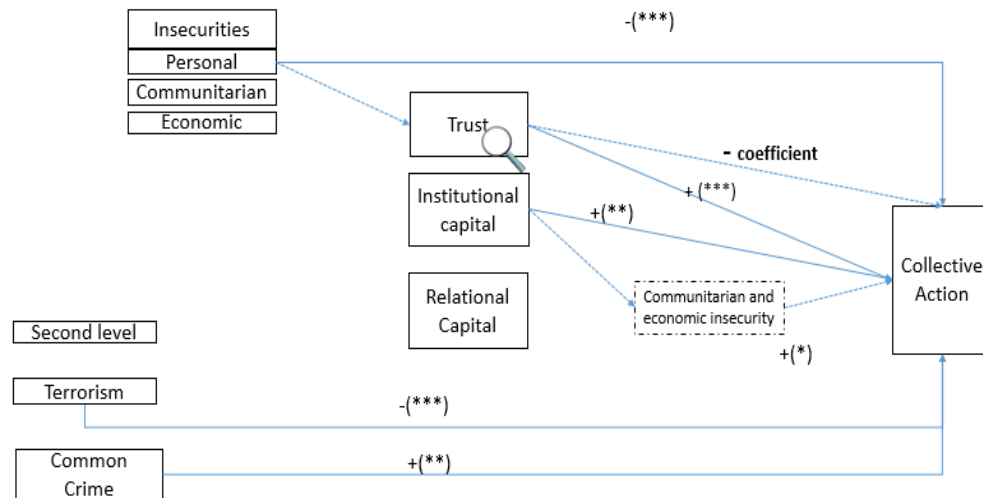 -(***)
Insecurities
Personal
Communitarian
Economic
Trust
- coefficient
+ (***)
Institutional
capital
+(**)
Collective
Action
Relational
Capital
Communitarian and
economic insecurity
Second level
+(*)
Terrorism
-(***)
Common
Crime
+(**)